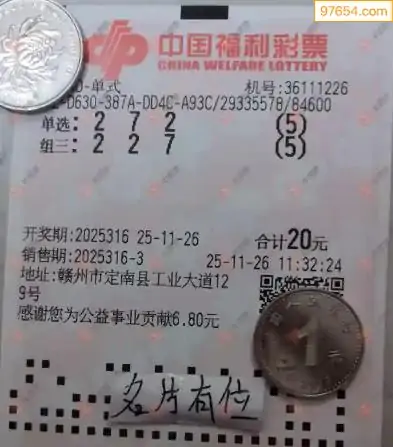 97654.com
中国福利彩票
CHINA WELFARE LOTTERY
D-单式 机号:36111226
-D630-387A-DD4C-A93C/29335578/84600
单选: 2 7 2 (5)
组三: 2 2 7 (5)
开奖期:2025316 25-11-26 合计20元
销售期:2025316-3 25-11-26 11:32:24
地址:赣州市定南县工业大道12
9号
感谢您为公益事业贡献6.80元
1
名片有位